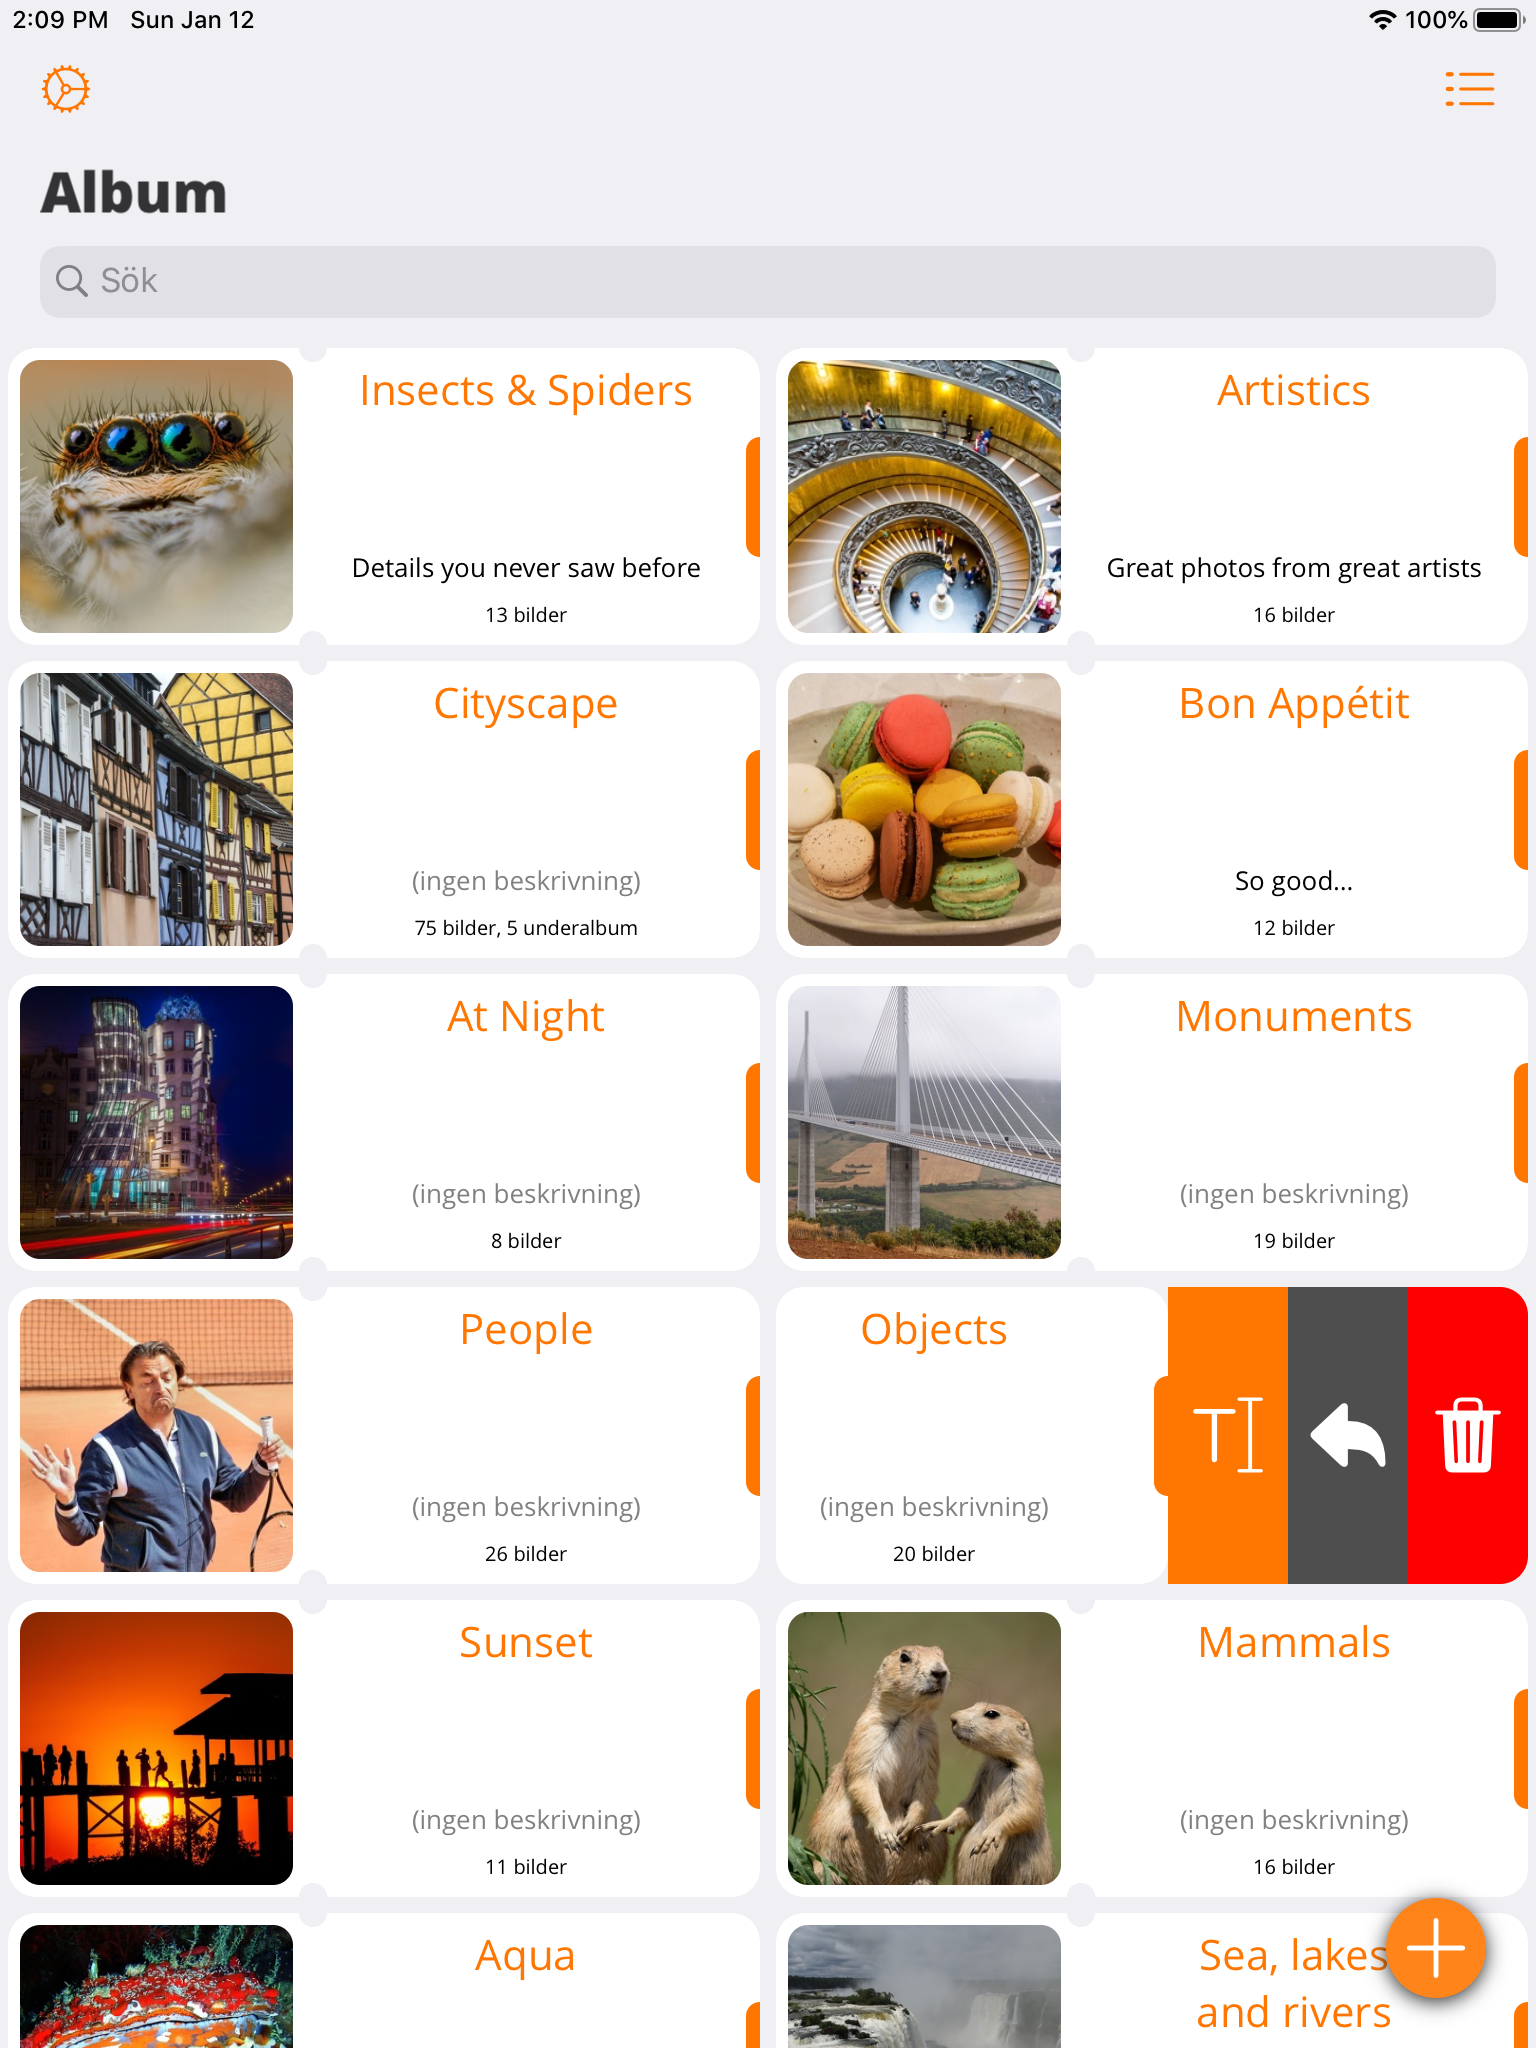 2:09 PM Sun Jan 12 100%
Album
Sök
Insects & Spiders
Details you never saw before
13 bilder
Artistics
Great photos from great artists
16 bilder
Cityscape
(ingen beskrivning)
75 bilder, 5 underalbum
Bon Appétit
So good...
12 bilder
At Night
(ingen beskrivning)
8 bilder
Monuments
(ingen beskrivning)
19 bilder
People
(ingen beskrivning)
26 bilder
Objects
(ingen beskrivning)
20 bilder
Sunset
(ingen beskrivning)
11 bilder
Mammals
(ingen beskrivning)
16 bilder
Aqua
Sea, lakes
and rivers